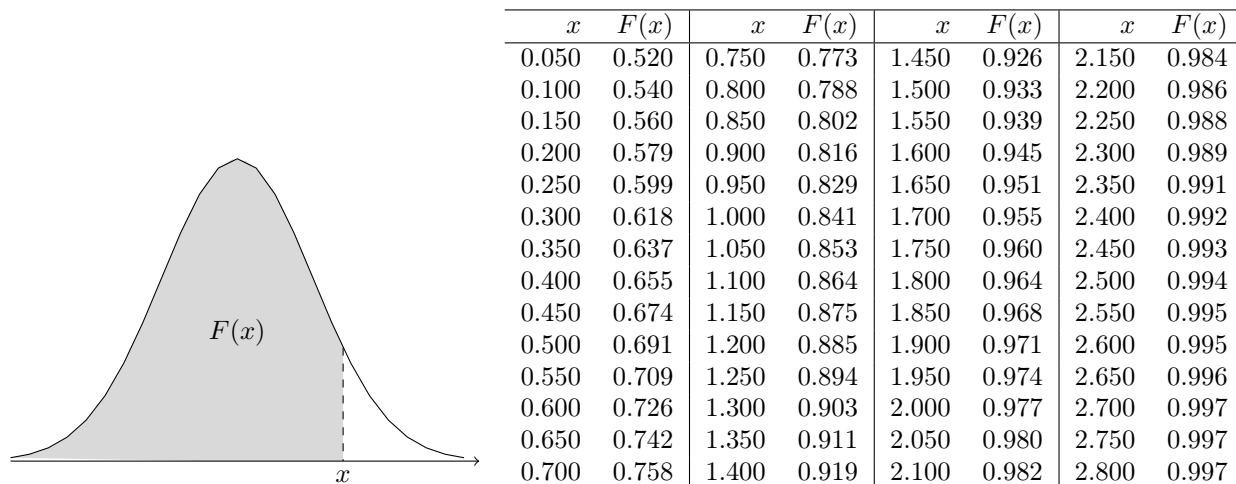 x F(x) x F(x) x F(x) x F(x)
0.050 0.520 0.750 0.773 1.450 0.926 2.150 0.984
0.100 0.540 0.800 0.788 1.500 0.933 2.200 0.986
0.150 0.560 0.850 0.802 1.550 0.939 2.250 0.988
0.200 0.579 0.900 0.816 1.600 0.945 2.300 0.989
0.250 0.599 0.950 0.829 1.650 0.951 2.350 0.991
0.300 0.618 1.000 0.841 1.700 0.955 2.400 0.992
0.350 0.637 1.050 0.853 1.750 0.960 2.450 0.993
0.400 0.655 1.100 0.864 1.800 0.964 2.500 0.994
0.450 0.674 1.150 0.875 1.850 0.968 2.550 0.995
0.500 0.691 1.200 0.885 1.900 0.971 2.600 0.995
0.550 0.709 1.250 0.894 1.950 0.974 2.650 0.996
0.600 0.726 1.300 0.903 2.000 0.977 2.700 0.997
0.650 0.742 1.350 0.911 2.050 0.980 2.750 0.997
0.700 0.758 1.400 0.919 2.100 0.982 2.800 0.997
F(x)
x